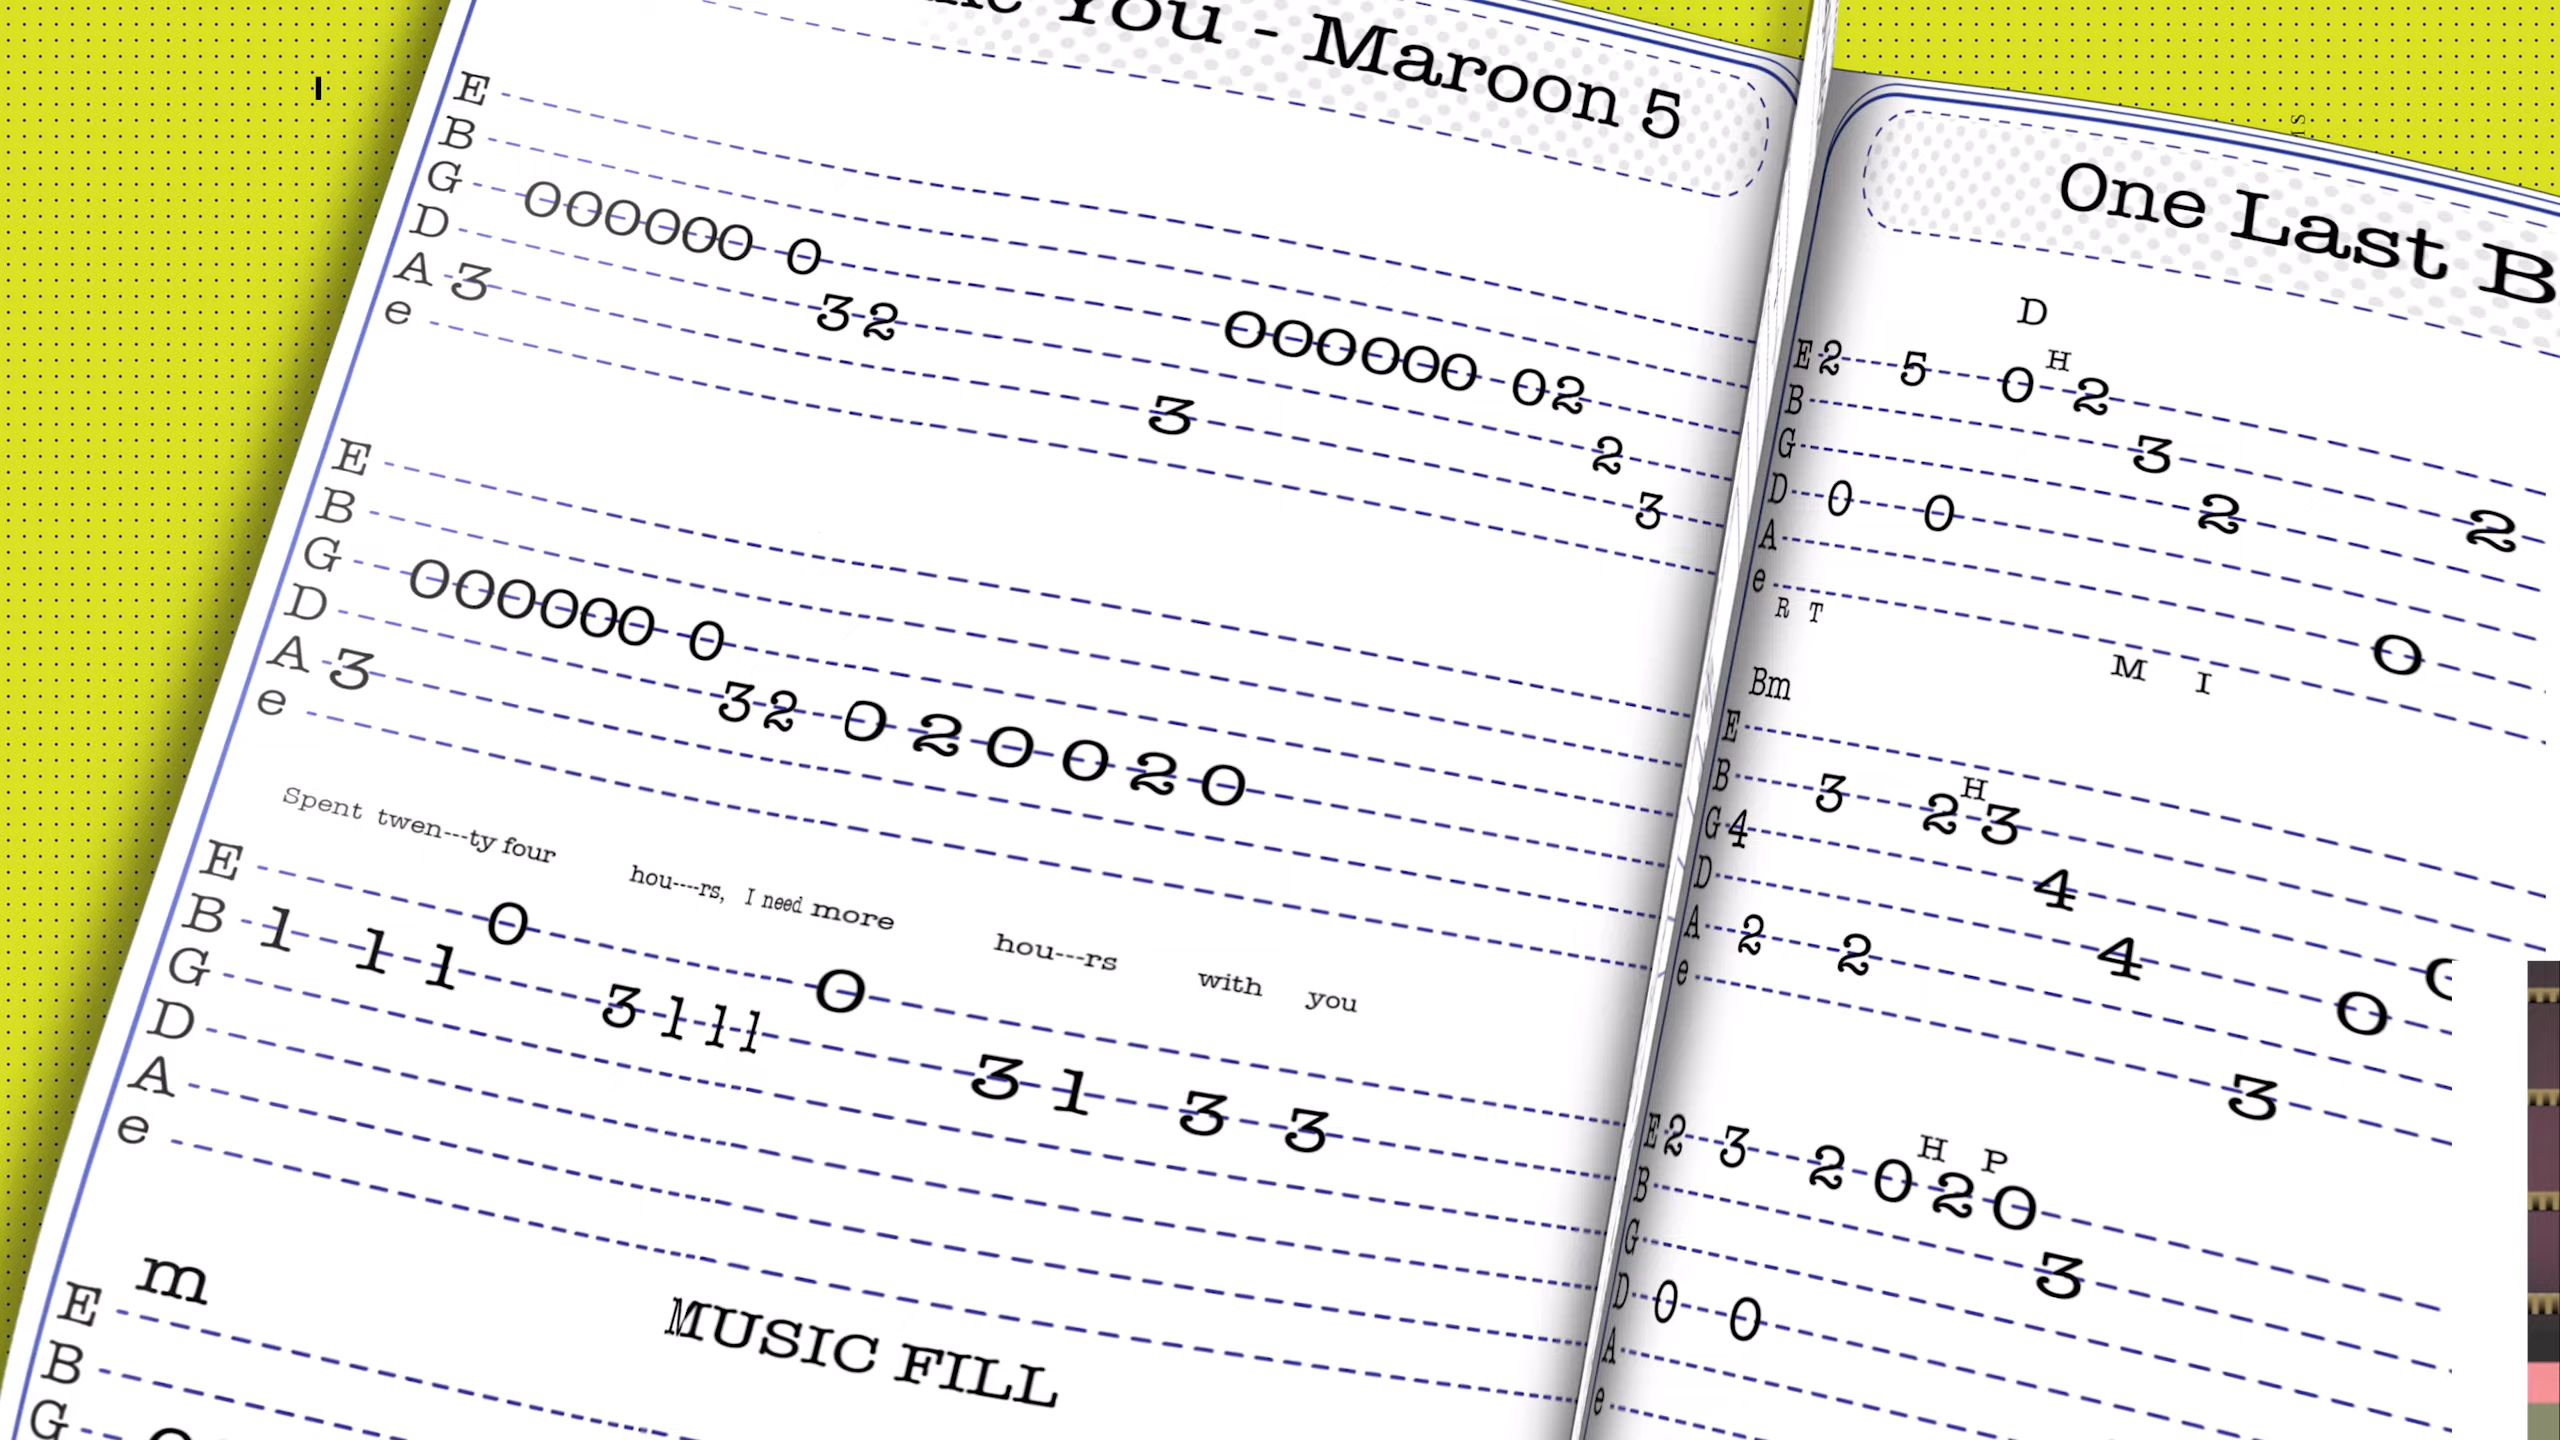 You - Maroon 5
E
B
G 000000 0 000000 02
D 32 2
A 3 3 3
e
E
B
G 000000 0
D 32 0 2 0 0 2 0
A 3
e
Spent twen---ty four hou----rs, I need more hou---rs with you
E 0 0
B 1 1 1 3 1 1 1 3 1 3 3
G
D
A
e
m
MUSIC FILL
E
B
G
One Last
D
H
E 2 5 0 2
B 3
G 2 2
D 0 0
A 0
e
R T M I
Bm
E
H
B 3 2 3
G 4 4
D 4 0
A 2 2
e 3
H P
E 2 3 2 0 2 0
B 3
G
D 0 0
A
e